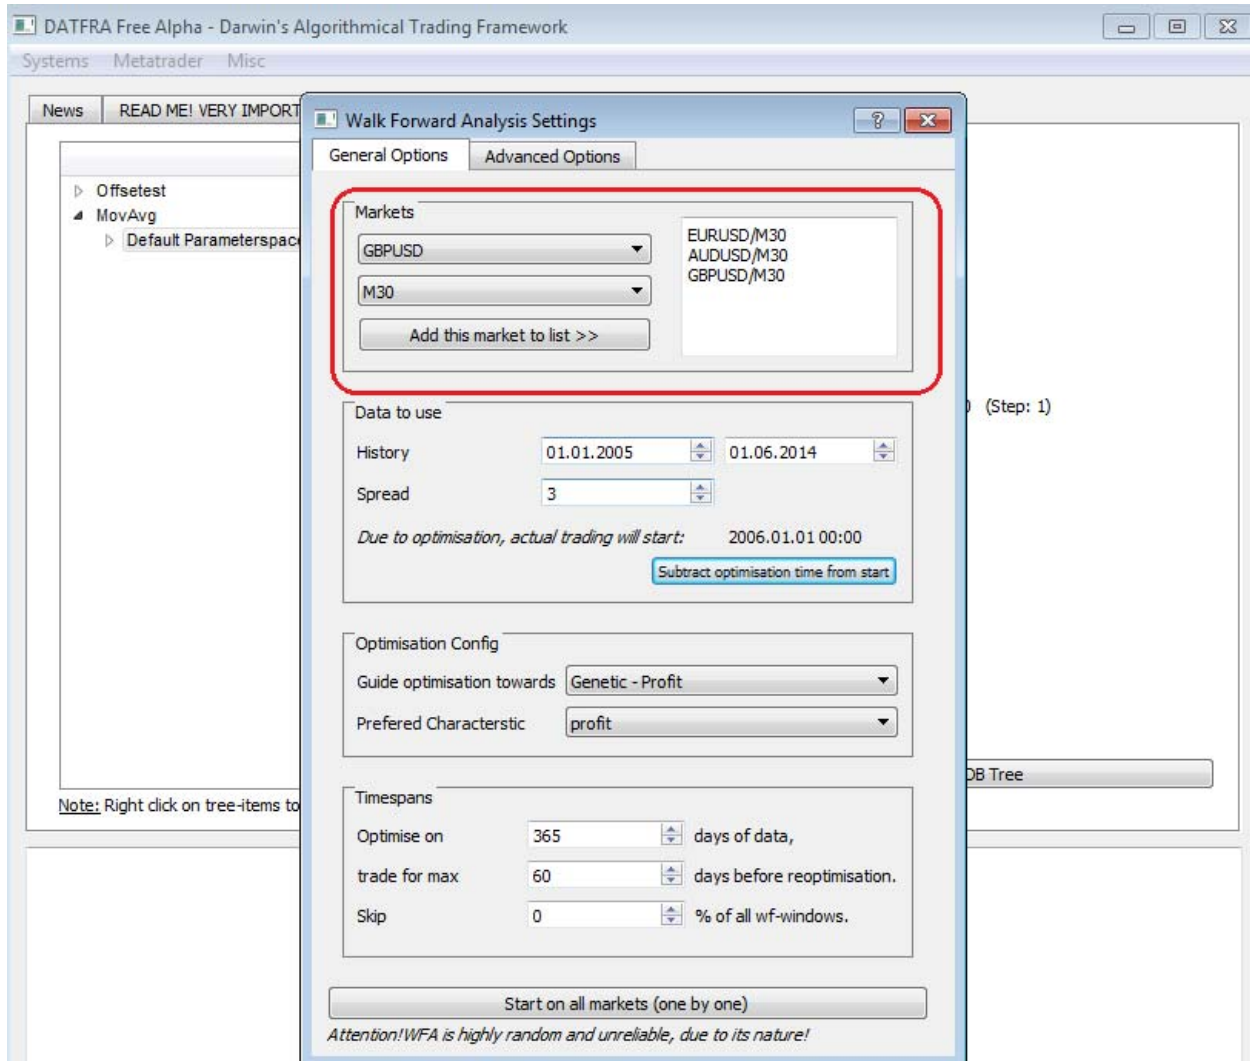 DATFRA Free Alpha - Darwin's Algorithmical Trading Framework
Systems Metatrader Misc
News READ ME! VERY IMPORT
Offsetest
MovAvg
Default Parameterspac
Note: Right click on tree-items to
Walk Forward Analysis Settings
General Options Advanced Options
Markets
GBPUSD
M30
Add this market to list >>
EURUSD/M30
AUDUSD/M30
GBPUSD/M30
Data to use
History 01.01.2005 01.06.2014
Spread 3
Due to optimisation, actual trading will start: 2006.01.01 00:00
Subtract optimisation time from start
Optimisation Config
Guide optimisation towards Genetic - Profit
Prefered Characterstic profit
Timespans
Optimise on 365 days of data,
trade for max 60 days before reoptimisation.
Skip 0 % of all wf-windows.
Start on all markets (one by one)
Attention!WFA is highly random and unreliable, due to its nature!
(Step: 1)
DB Tree